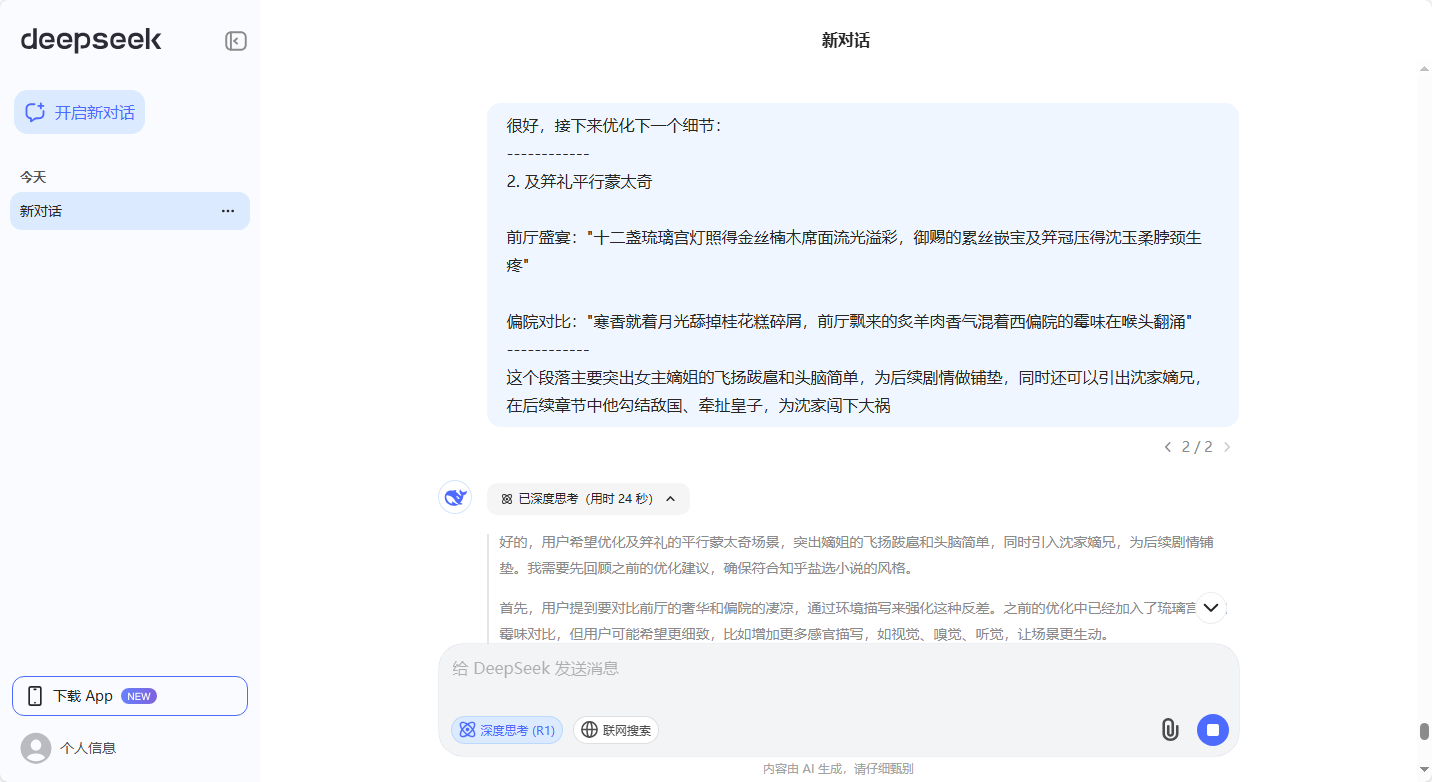 deepseek
开启新对话
今天
新对话
下载 App NEW
个人信息
新对话
很好，接下来优化下一个细节：
------------
2. 及笄礼平行蒙太奇
前厅盛宴："十二盏琉璃宫灯照得金丝楠木席面流光溢彩，御赐的累丝嵌宝及笄冠压得沈玉柔脖颈生
疼"
偏院对比："寒香就着月光舔掉桂花糕碎屑，前厅飘来的炙羊肉香气混着西偏院的霉味在喉头翻涌"
------------
这个段落主要突出女主嫡姐的飞扬跋扈和头脑简单，为后续剧情做铺垫，同时还可以引出沈家嫡兄，
在后续章节中他勾结敌国、牵扯皇子，为沈家闯下大祸
2 / 2
已深度思考（用时 24 秒）
好的，用户希望优化及笄礼的平行蒙太奇场景，突出嫡姐的飞扬跋扈和头脑简单，同时引入沈家嫡兄，为后续剧情铺
垫。我需要先回顾之前的优化建议，确保符合知乎盐选小说的风格。
首先，用户提到要对比前厅的奢华和偏院的凄凉，通过环境描写来强化这种反差。之前的优化中已经加入了琉璃宫
霉味对比，但用户可能希望更细致，比如增加更多感官描写，如视觉、嗅觉、听觉，让场景更生动。
给 DeepSeek 发送消息
深度思考 (R1)
联网搜索
内容由 AI 生成，请仔细甄别